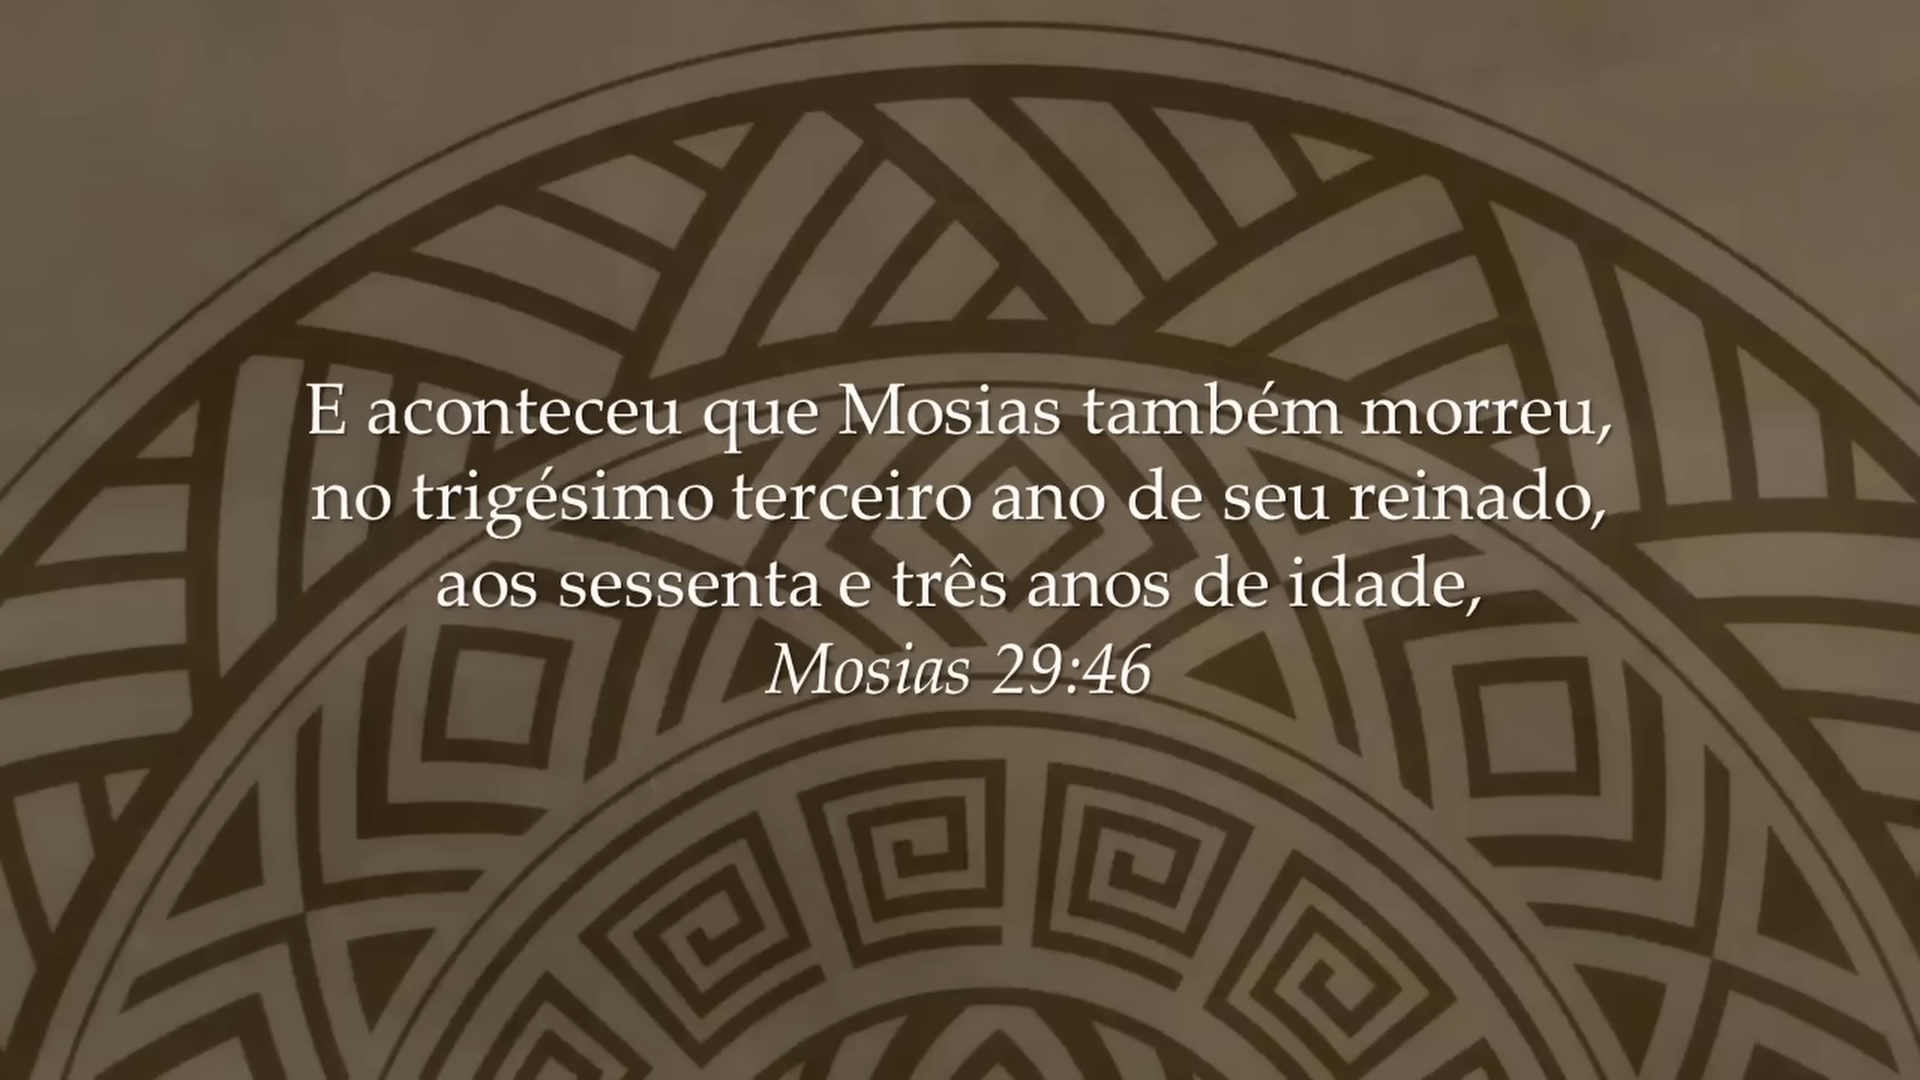 E aconteceu que Mosias também morreu,
no trigésimo terceiro ano de seu reinado,
aos sessenta e três anos de idade,
Mosias 29:46